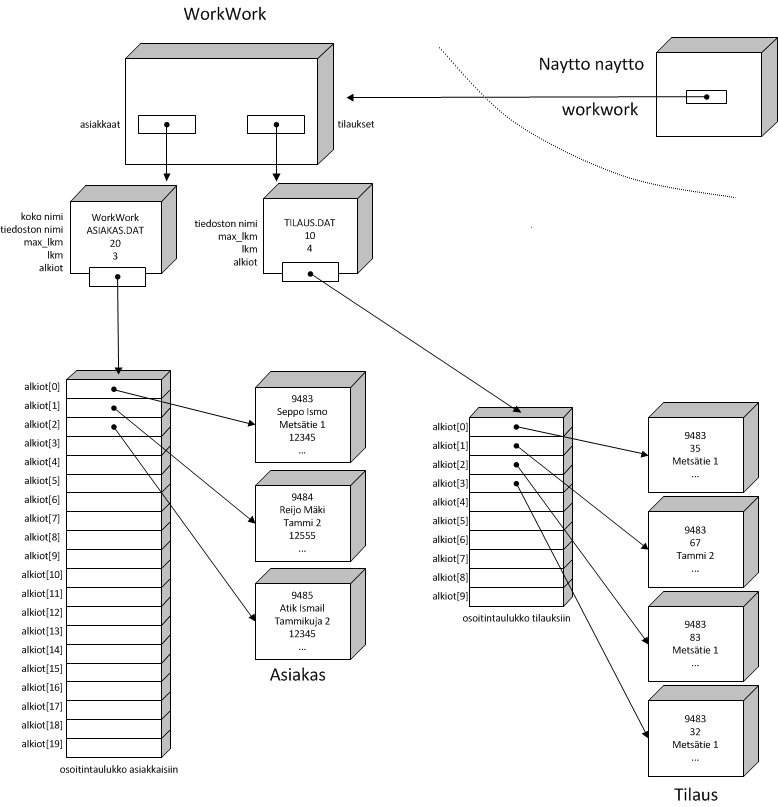 WorkWork
Naytto naytto
workwork
asiakkaat
tilaukset
koko nimi
tiedoston nimi
max_lkm
lkm
alkiot
WorkWork
ASIAKAS.DAT
20
3
tiedoston nimi
max_lkm
lkm
alkiot
TILAUS.DAT
10
4
alkiot[0]
alkiot[1]
alkiot[2]
alkiot[3]
alkiot[4]
alkiot[5]
alkiot[6]
alkiot[7]
alkiot[8]
alkiot[9]
alkiot[10]
alkiot[11]
alkiot[12]
alkiot[13]
alkiot[14]
alkiot[15]
alkiot[16]
alkiot[17]
alkiot[18]
alkiot[19]
osoitintaulukko asiakkaisiin
9483
Seppo Ismo
Metsätie 1
12345
...
9484
Reijo Mäki
Tammi 2
12555
...
9485
Atik Ismail
Tammikuja 2
12345
...
Asiakas
alkiot[0]
alkiot[1]
alkiot[2]
alkiot[3]
alkiot[4]
alkiot[5]
alkiot[6]
alkiot[7]
alkiot[8]
alkiot[9]
osoitintaulukko tilauksiin
9483
35
Metsätie 1
...
9483
67
Tammi 2
...
9483
83
Metsätie 1
...
9483
32
Metsätie 1
...
Tilaus